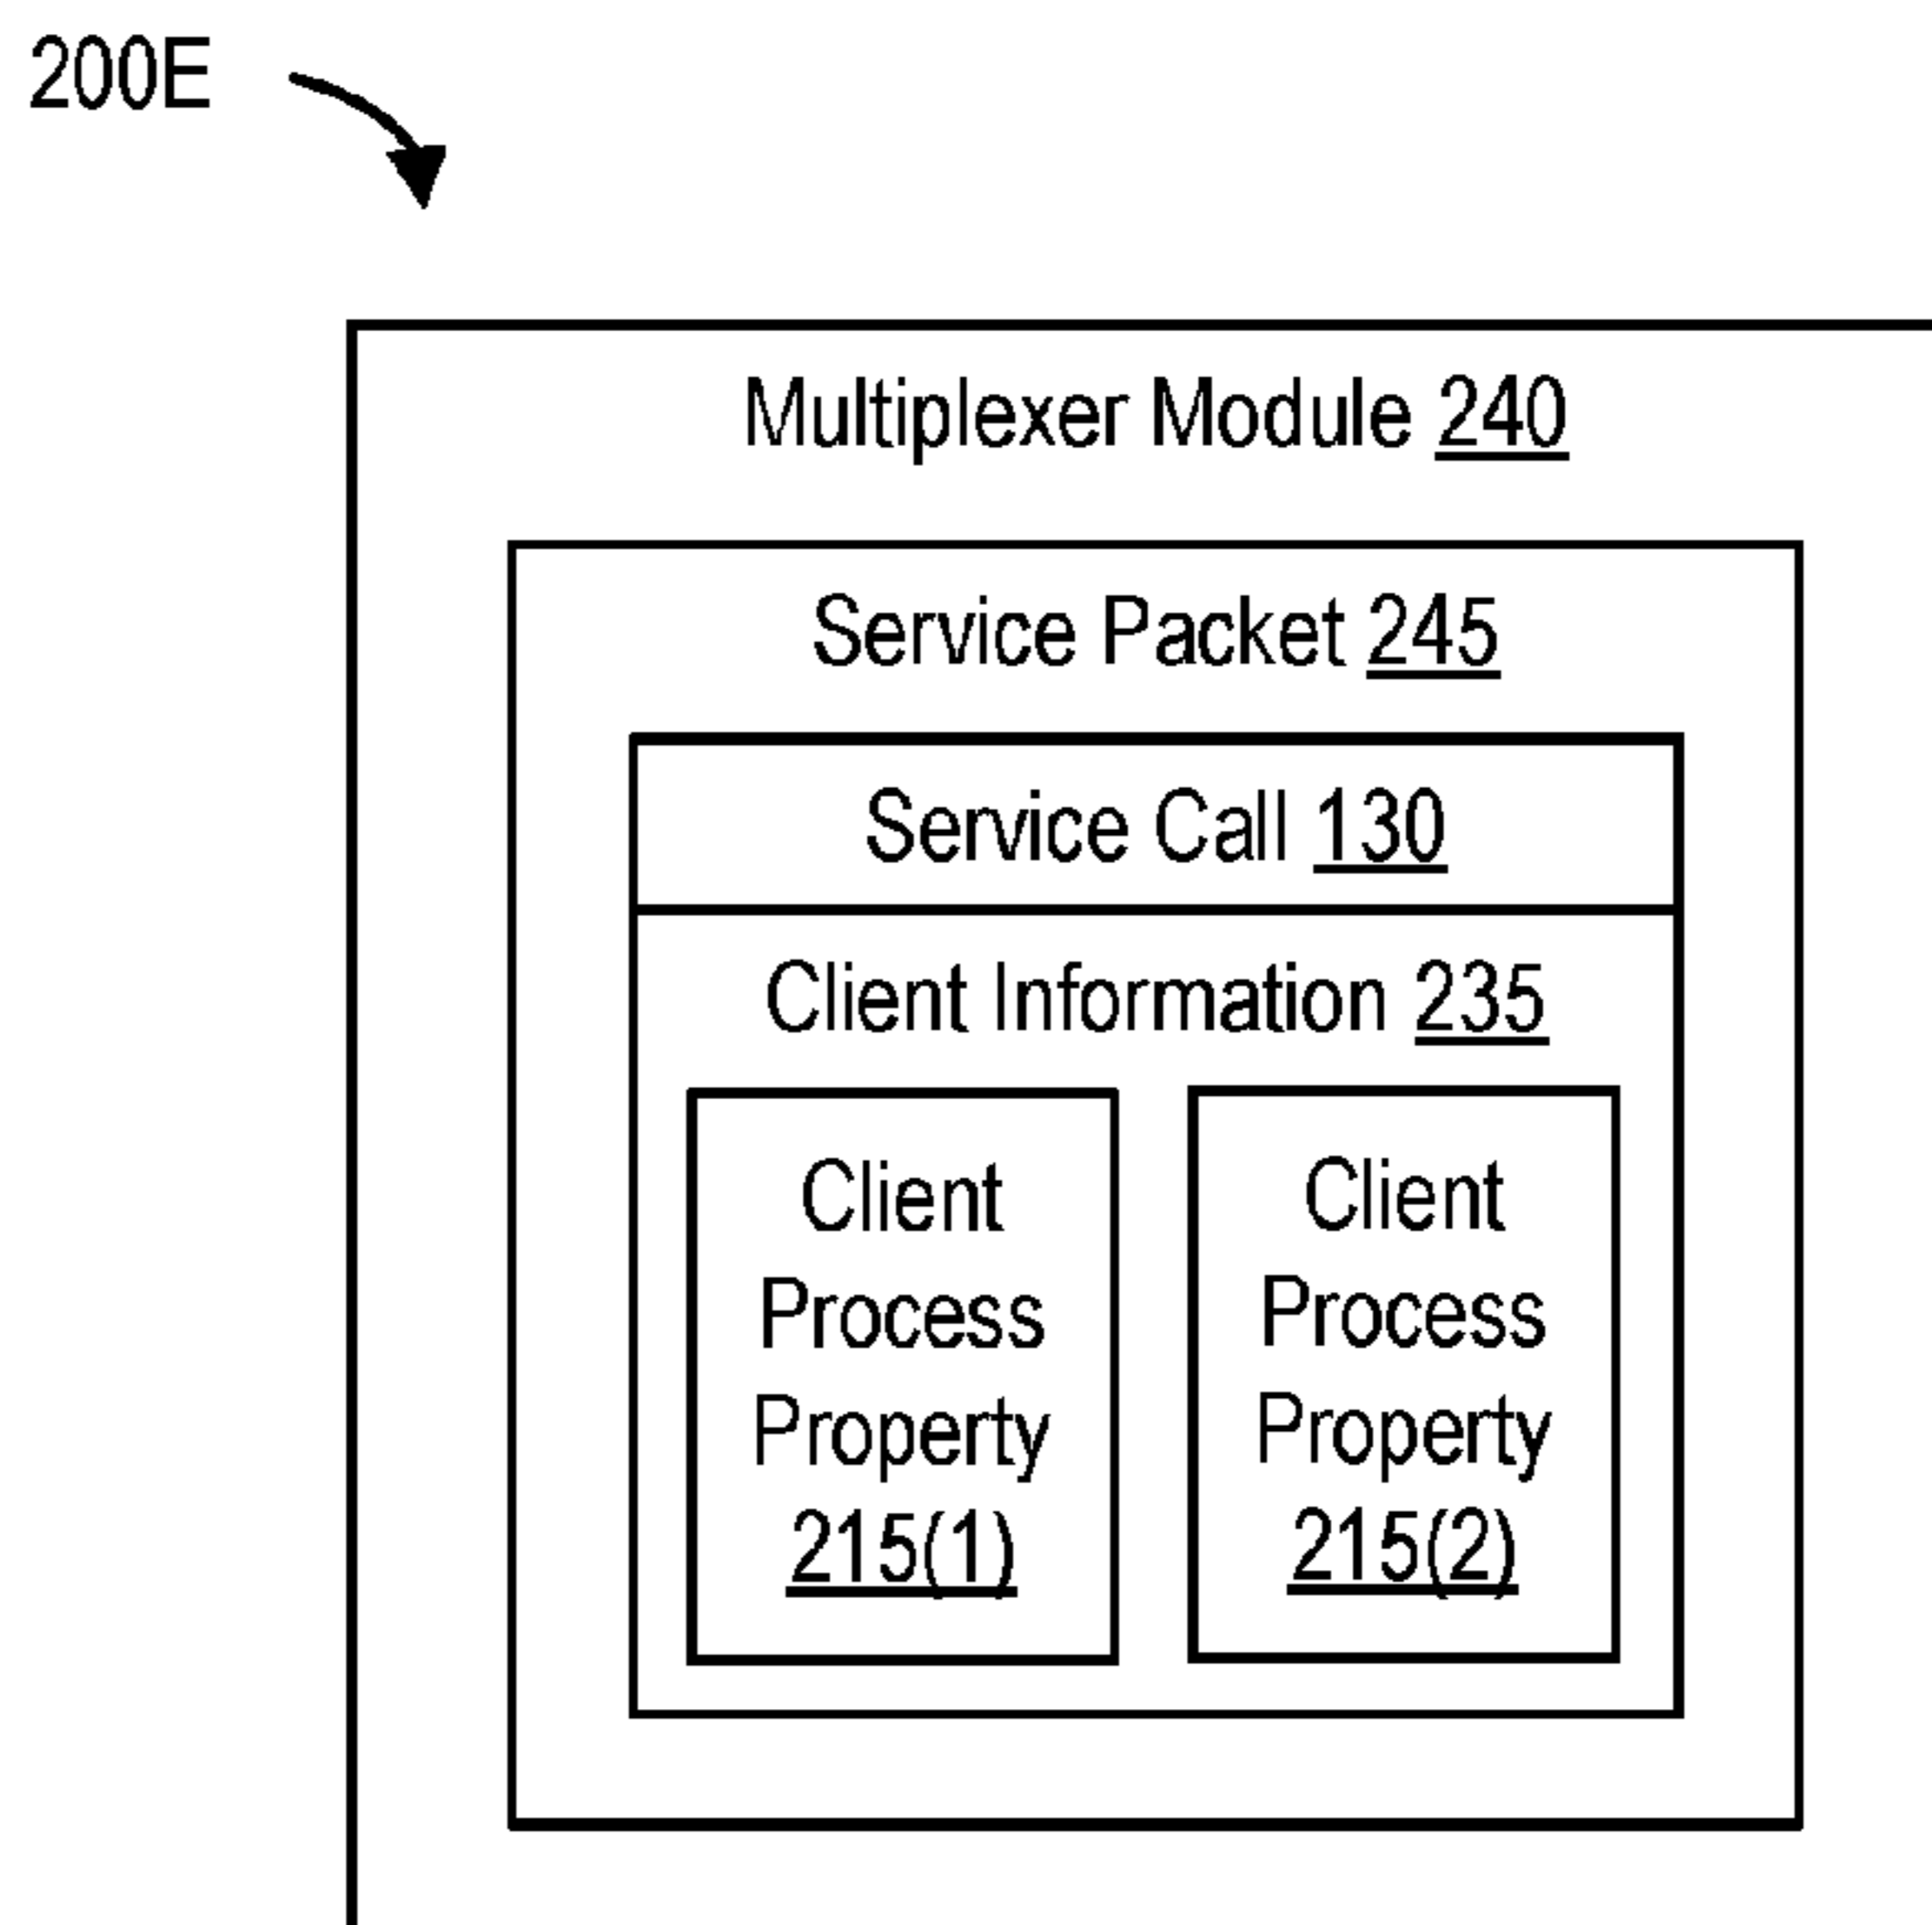 200E
Multiplexer Module 240
Service Packet 245
Service Call 130
Client Information 235
Client
Process
Property
215(1)
Client
Process
Property
215(2)